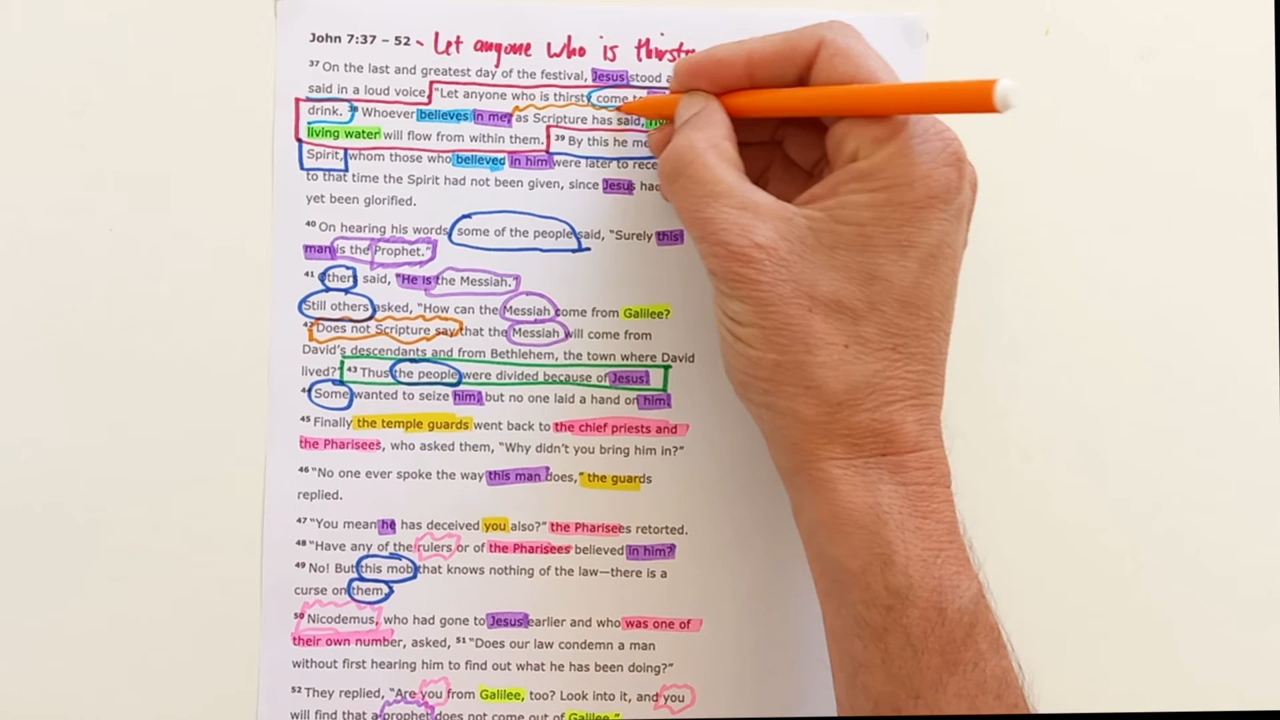 John 7:37 – 52 - Let anyone who is thirsty
37 On the last and greatest day of the festival, Jesus stood
said in a loud voice, "Let anyone who is thirsty come
drink. 38 Whoever believes in me, as Scripture has said,
living water will flow from within them. 39 By this he
Spirit, whom those who believed in him were later to
to that time the Spirit had not been given, since Jesus had
yet been glorified.
40 On hearing his words, some of the people said, "Surely this
man is the Prophet."
41 Others said, "He is the Messiah."
Still others asked, "How can the Messiah come from Galilee?
42 Does not Scripture say that the Messiah will come from
David's descendants and from Bethlehem, the town where David
lived?" 43 Thus the people were divided because of Jesus.
44 Some wanted to seize him, but no one laid a hand on him.
45 Finally the temple guards went back to the chief priests and
the Pharisees, who asked them, "Why didn't you bring him in?"
46 "No one ever spoke the way this man does," the guards
replied.
47 "You mean he has deceived you also?" the Pharisees retorted.
48 "Have any of the rulers or of the Pharisees believed in him?
49 No! But this mob that knows nothing of the law—there is a
curse on them."
50 Nicodemus, who had gone to Jesus earlier and who was one of
their own number, asked, 51 "Does our law condemn a man
without first hearing him to find out what he has been doing?"
52 They replied, "Are you from Galilee, too? Look into it, and you
will find that a prophet does not come out of Galilee."